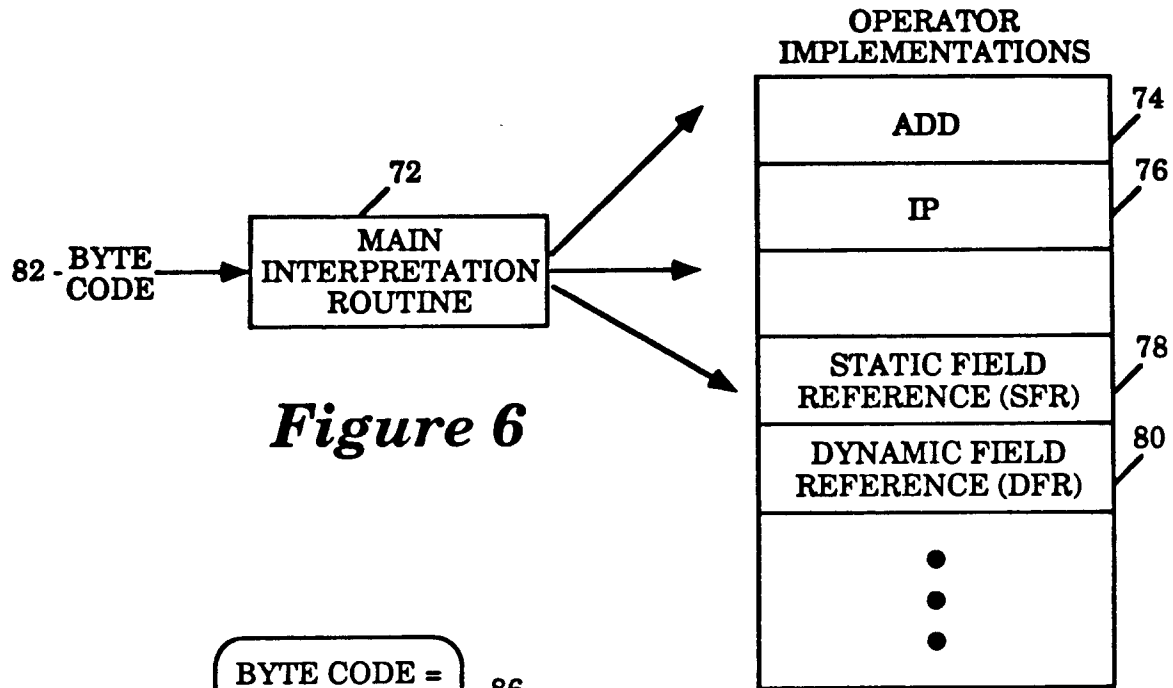 OPERATOR
IMPLEMENTATIONS
ADD
74
IP
76
72
MAIN
INTERPRETATION
ROUTINE
82 - BYTE
CODE
STATIC FIELD
REFERENCE (SFR)
78
DYNAMIC FIELD
REFERENCE (DFR)
80
Figure 6
BYTE CODE =
86